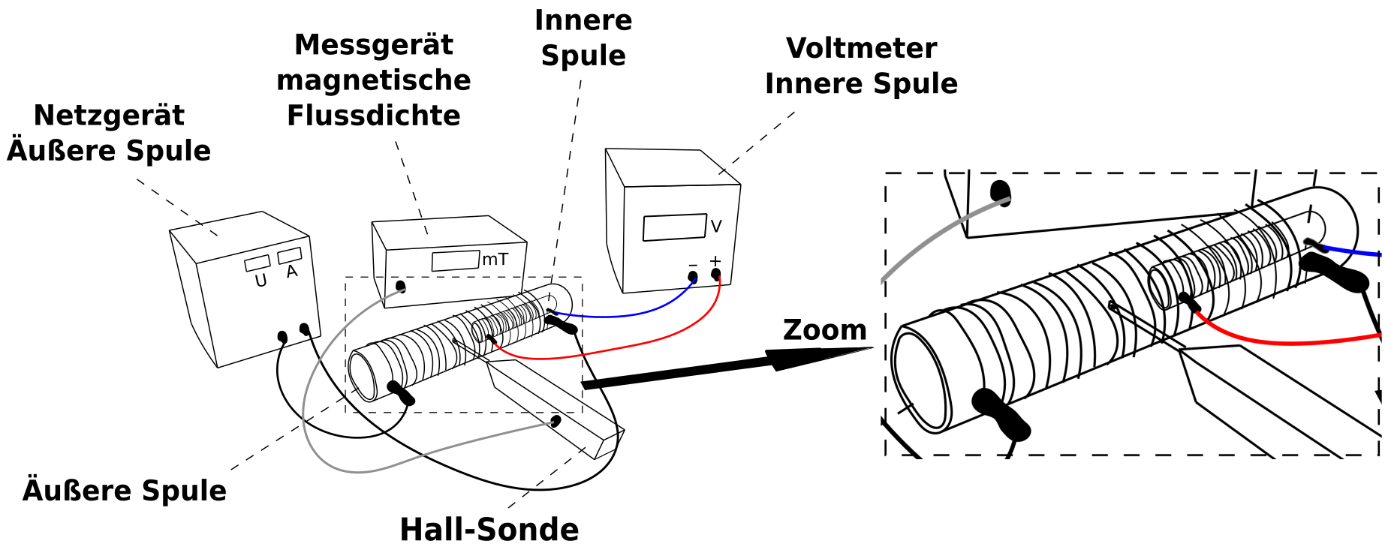 Innere
Spule
Messgerät
magnetische
Flussdichte
Voltmeter
Innere Spule
Netzgerät
Äußere Spule
U
A
mT
V
−
+
Zoom
Äußere Spule
Hall-Sonde